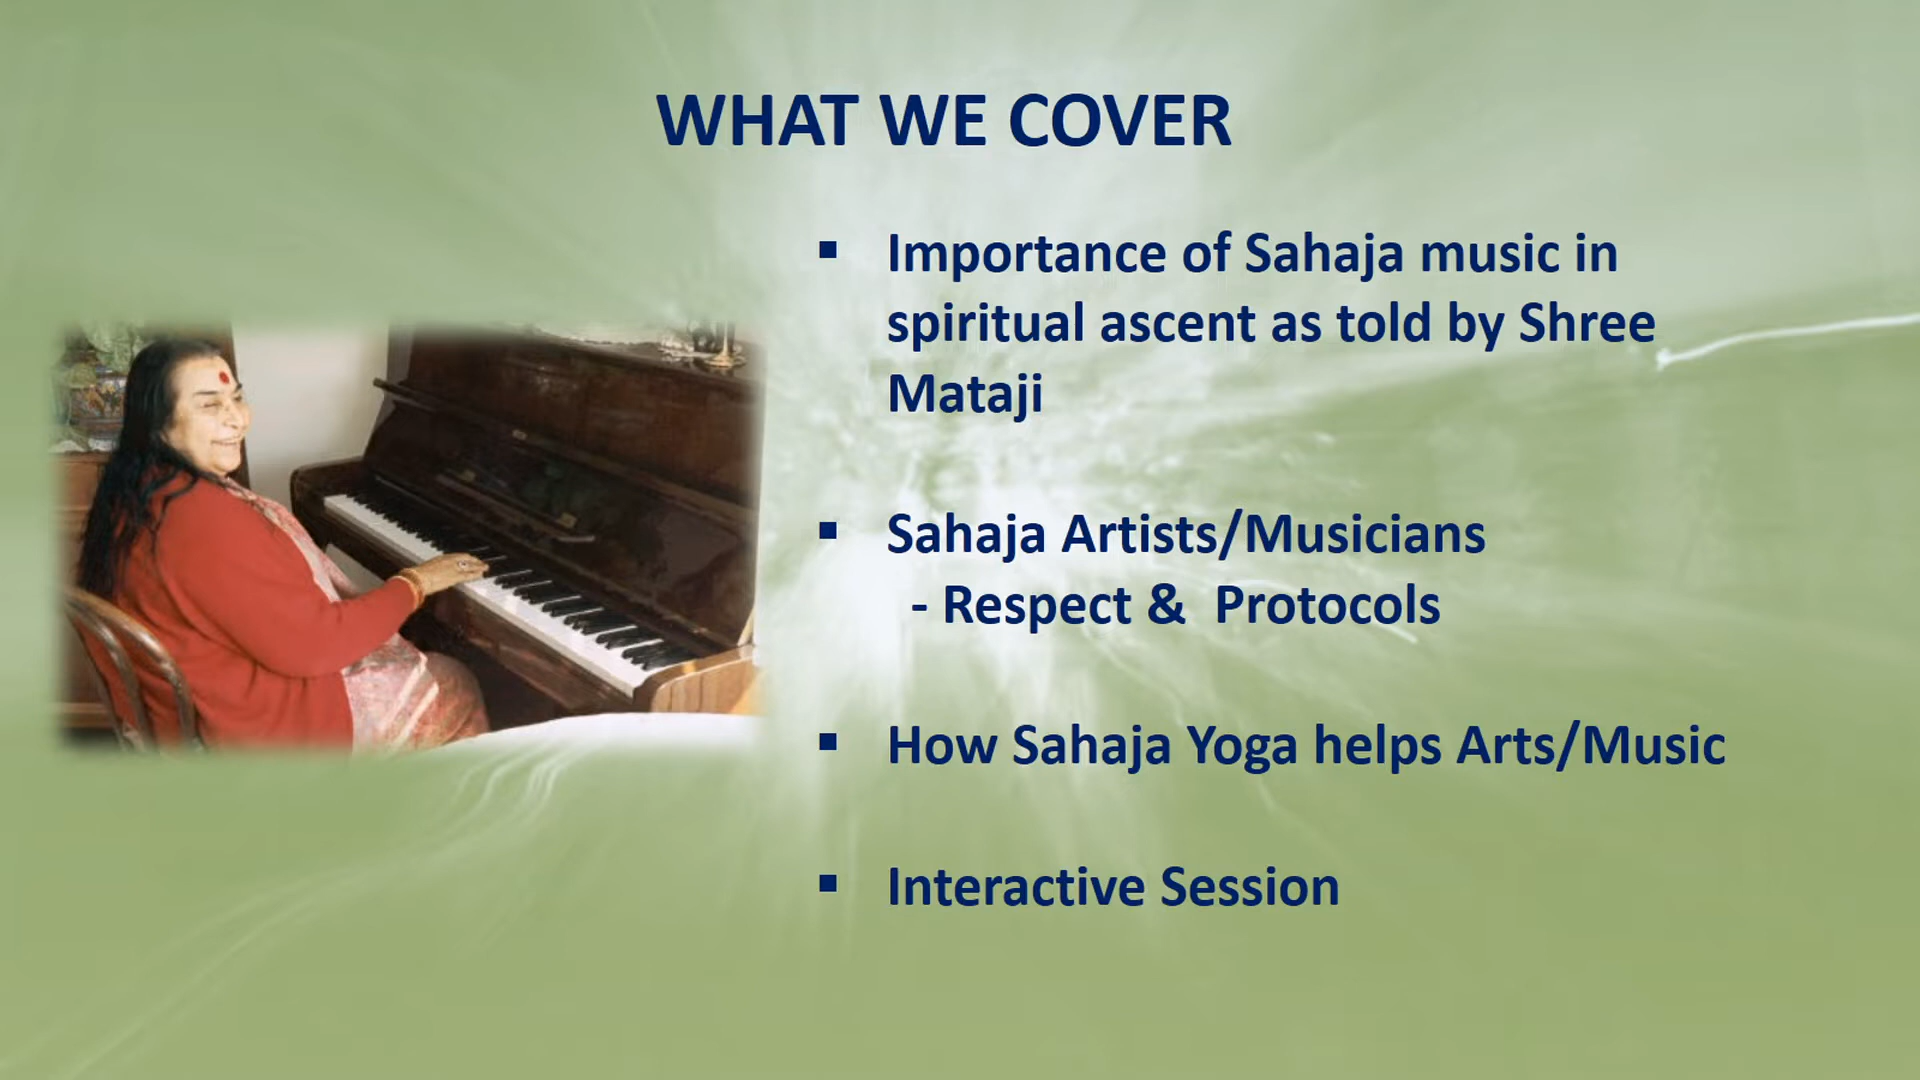 WHAT WE COVER
▪ Importance of Sahaja music in
spiritual ascent as told by Shree
Mataji
▪ Sahaja Artists/Musicians
- Respect &  Protocols
▪ How Sahaja Yoga helps Arts/Music
▪ Interactive Session